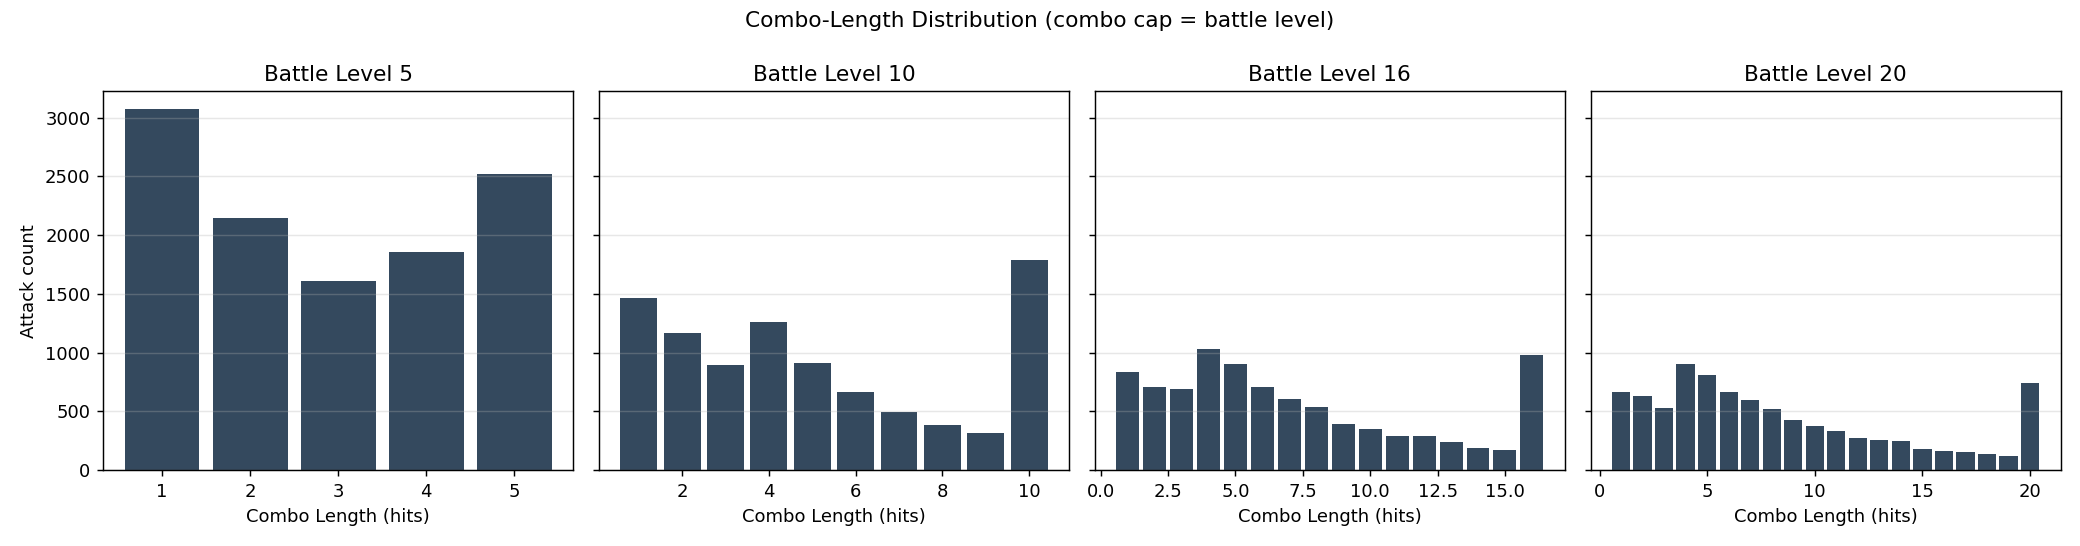 Combo-Length Distribution (combo cap = battle level)
Battle Level 5
Battle Level 10
Battle Level 16
Battle Level 20
Attack count
3000
2500
2000
1500
1000
500
0
1 2 3 4 5
2 4 6 8 10
0.0 2.5 5.0 7.5 10.0 12.5 15.0
0 5 10 15 20
Combo Length (hits)
Combo Length (hits)
Combo Length (hits)
Combo Length (hits)